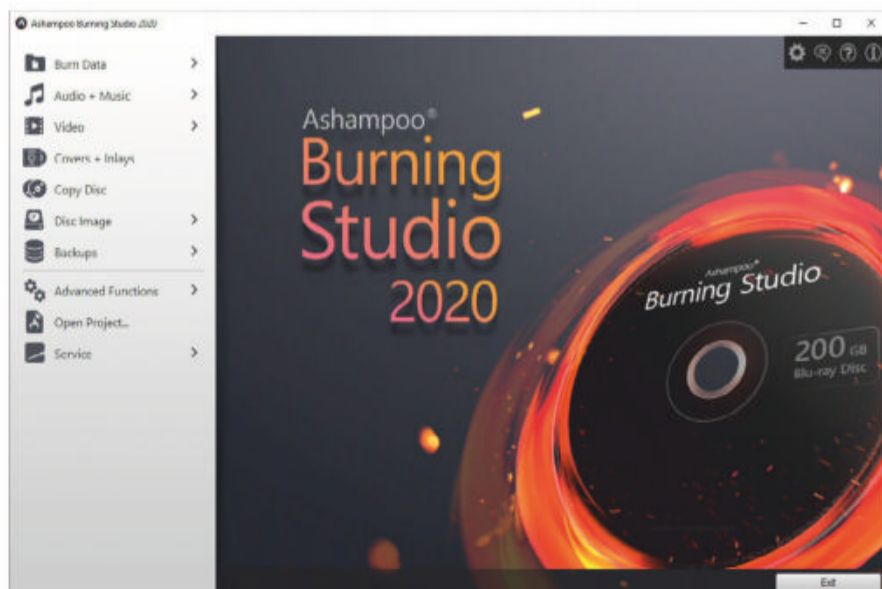 Ashampoo Burning Studio 2020
Burn Data
Audio + Music
Video
Covers + Inlays
Copy Disc
Disc Image
Backups
Advanced Functions
Open Project...
Service
Ashampoo®
Burning
Studio
2020
Ashampoo®
Burning Studio
200 GB
Blu-ray Disc
Exit